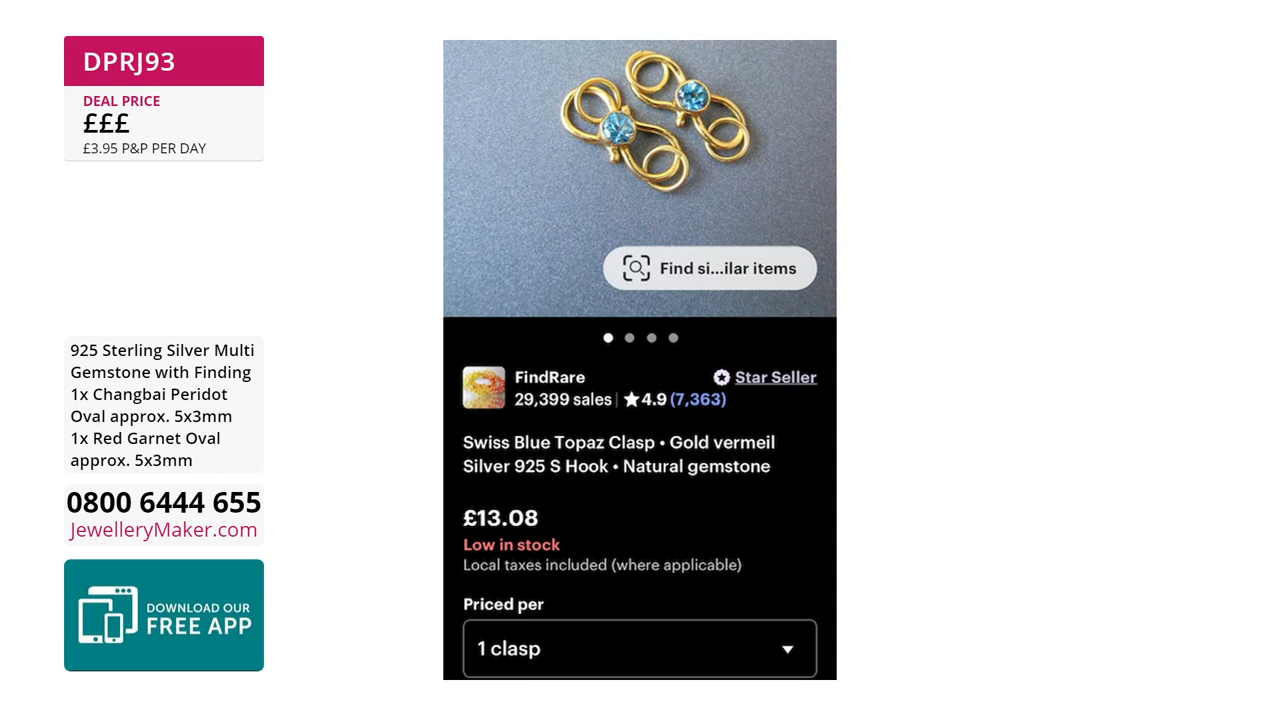 DPRJ93
DEAL PRICE
£££
£3.95 P&P PER DAY
925 Sterling Silver Multi
Gemstone with Finding
1x Changbai Peridot
Oval approx. 5x3mm
1x Red Garnet Oval
approx. 5x3mm
0800 6444 655
JewelleryMaker.com
DOWNLOAD OUR
FREE APP
Find si...ilar items
FindRare
Star Seller
29,399 sales | ★4.9 (7,363)
Swiss Blue Topaz Clasp • Gold vermeil
Silver 925 S Hook • Natural gemstone
£13.08
Low in stock
Local taxes included (where applicable)
Priced per
1 clasp